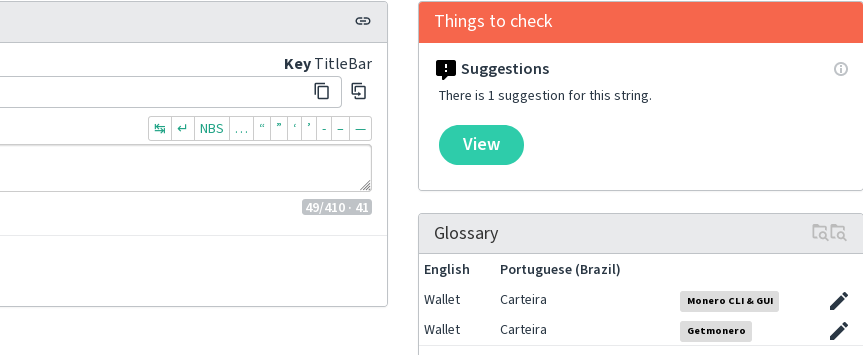 Key TitleBar
NBS … “ ” ‘ ’ - – —
49/410 · 41
Things to check
Suggestions
There is 1 suggestion for this string.
View
Glossary
English Portuguese (Brazil)
Wallet Carteira Monero CLI & GUI
Wallet Carteira Getmonero